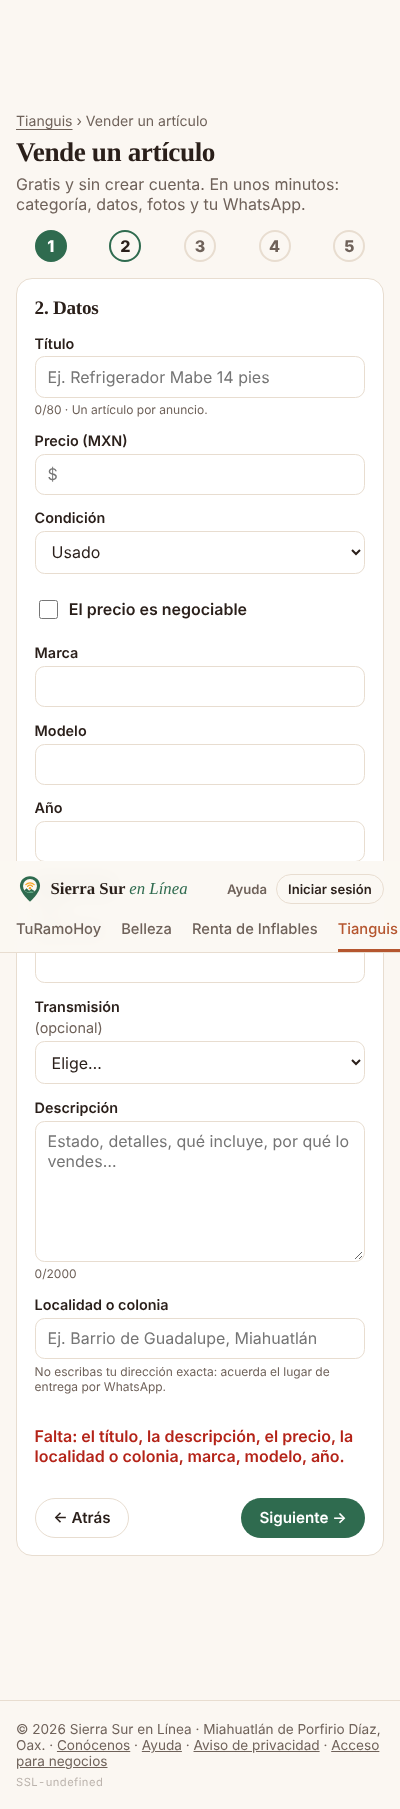 Tianguis › Vender un artículo
Vende un artículo
Gratis y sin crear cuenta. En unos minutos:
categoría, datos, fotos y tu WhatsApp.
1 2 3 4 5
2. Datos
Título
Ej. Refrigerador Mabe 14 pies
0/80 · Un artículo por anuncio.
Precio (MXN)
$
Condición
Usado
El precio es negociable
Marca
Modelo
Año
Sierra Sur en Línea
Ayuda
Iniciar sesión
TuRamoHoy Belleza Renta de Inflables Tianguis
Transmisión
(opcional)
Elige...
Descripción
Estado, detalles, qué incluye, por qué lo
vendes...
0/2000
Localidad o colonia
Ej. Barrio de Guadalupe, Miahuatlán
No escribas tu dirección exacta: acuerda el lugar de
entrega por WhatsApp.
Falta: el título, la descripción, el precio, la
localidad o colonia, marca, modelo, año.
← Atrás
Siguiente →
© 2026 Sierra Sur en Línea · Miahuatlán de Porfirio Díaz,
Oax. · Conócenos · Ayuda · Aviso de privacidad · Acceso
para negocios
SSL-undefined